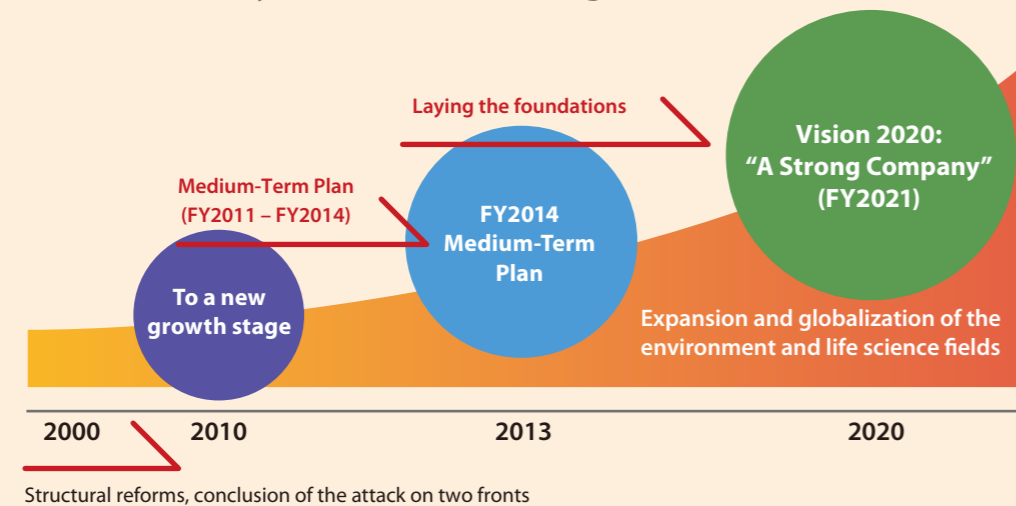 Laying the foundations
Vision 2020:
“A Strong Company”
(FY2021)
Medium-Term Plan
(FY2011 – FY2014)
FY2014
Medium-Term
Plan
To a new
growth stage
Expansion and globalization of the
environment and life science fields
2000
2010
2013
2020
Structural reforms, conclusion of the attack on two fronts